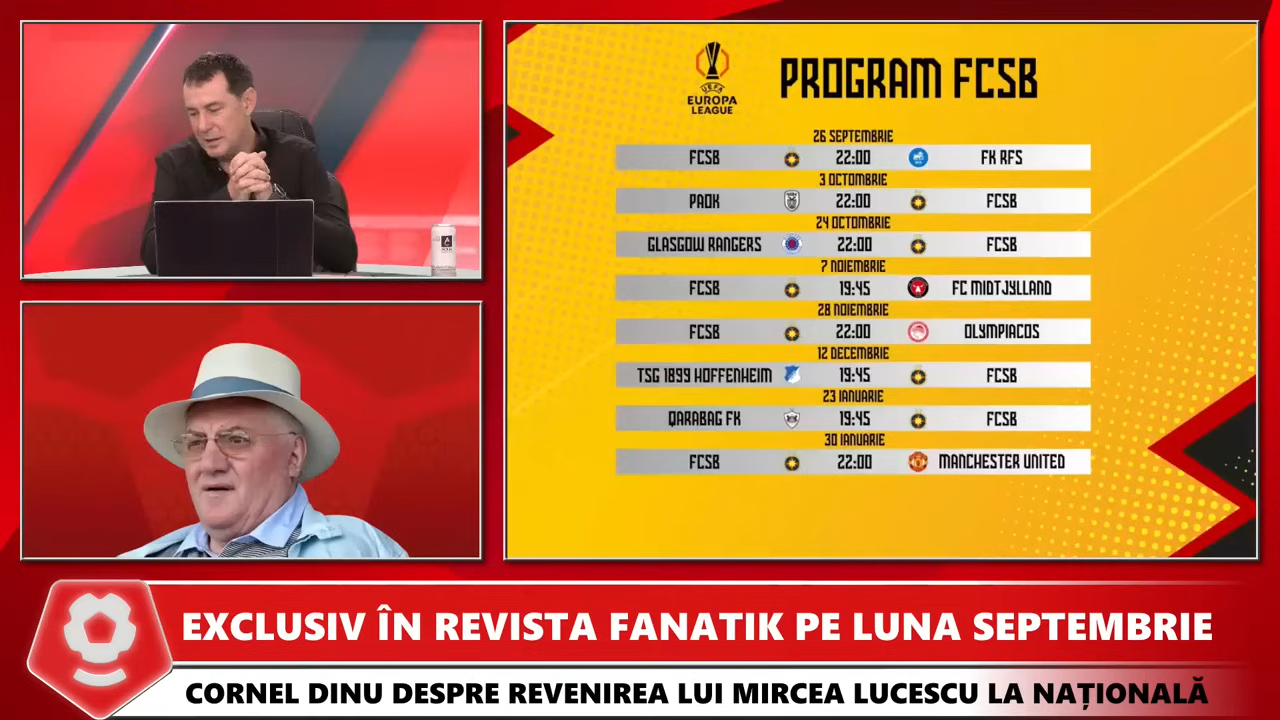 UEFA
EUROPA
LEAGUE
PROGRAM FCSB
26 SEPTEMBRIE
FCSB 22:00 FK RFS
3 OCTOMBRIE
PAOK 22:00 FCSB
24 OCTOMBRIE
GLASGOW RANGERS 22:00 FCSB
7 NOIEMBRIE
FCSB 19:45 FC MIDTJYLLAND
28 NOIEMBRIE
FCSB 22:00 OLYMPIACOS
12 DECEMBRIE
TSG 1899 HOFFENHEIM 19:45 FCSB
23 IANUARIE
QARABAG FK 19:45 FCSB
30 IANUARIE
FCSB 22:00 MANCHESTER UNITED
EXCLUSIV ÎN REVISTA FANATIK PE LUNA SEPTEMBRIE
CORNEL DINU DESPRE REVENIREA LUI MIRCEA LUCESCU LA NAȚIONALĂ